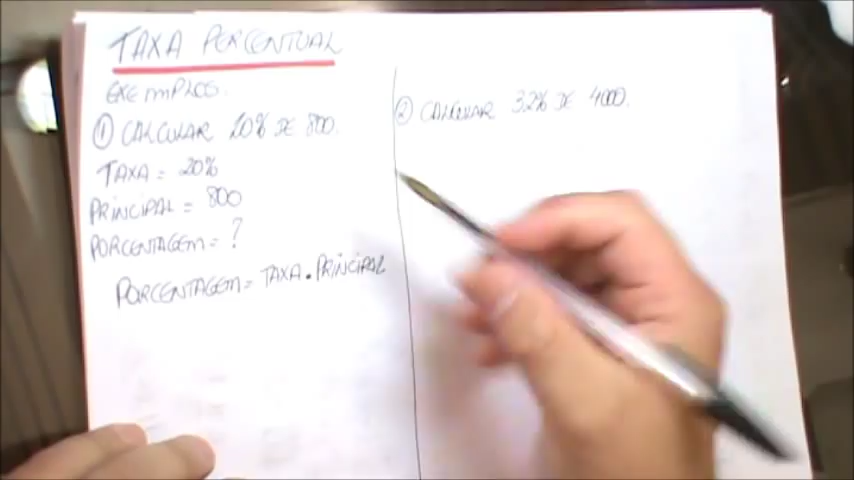 TAXA PERCENTUAL
EXEMPLOS.
① CALCULAR 20% DE 800.
TAXA = 20%
PRINCIPAL = 800
PORCENTAGEM = ?
PORCENTAGEM = TAXA . PRINCIPAL
② CALCULAR 32% DE 4000.